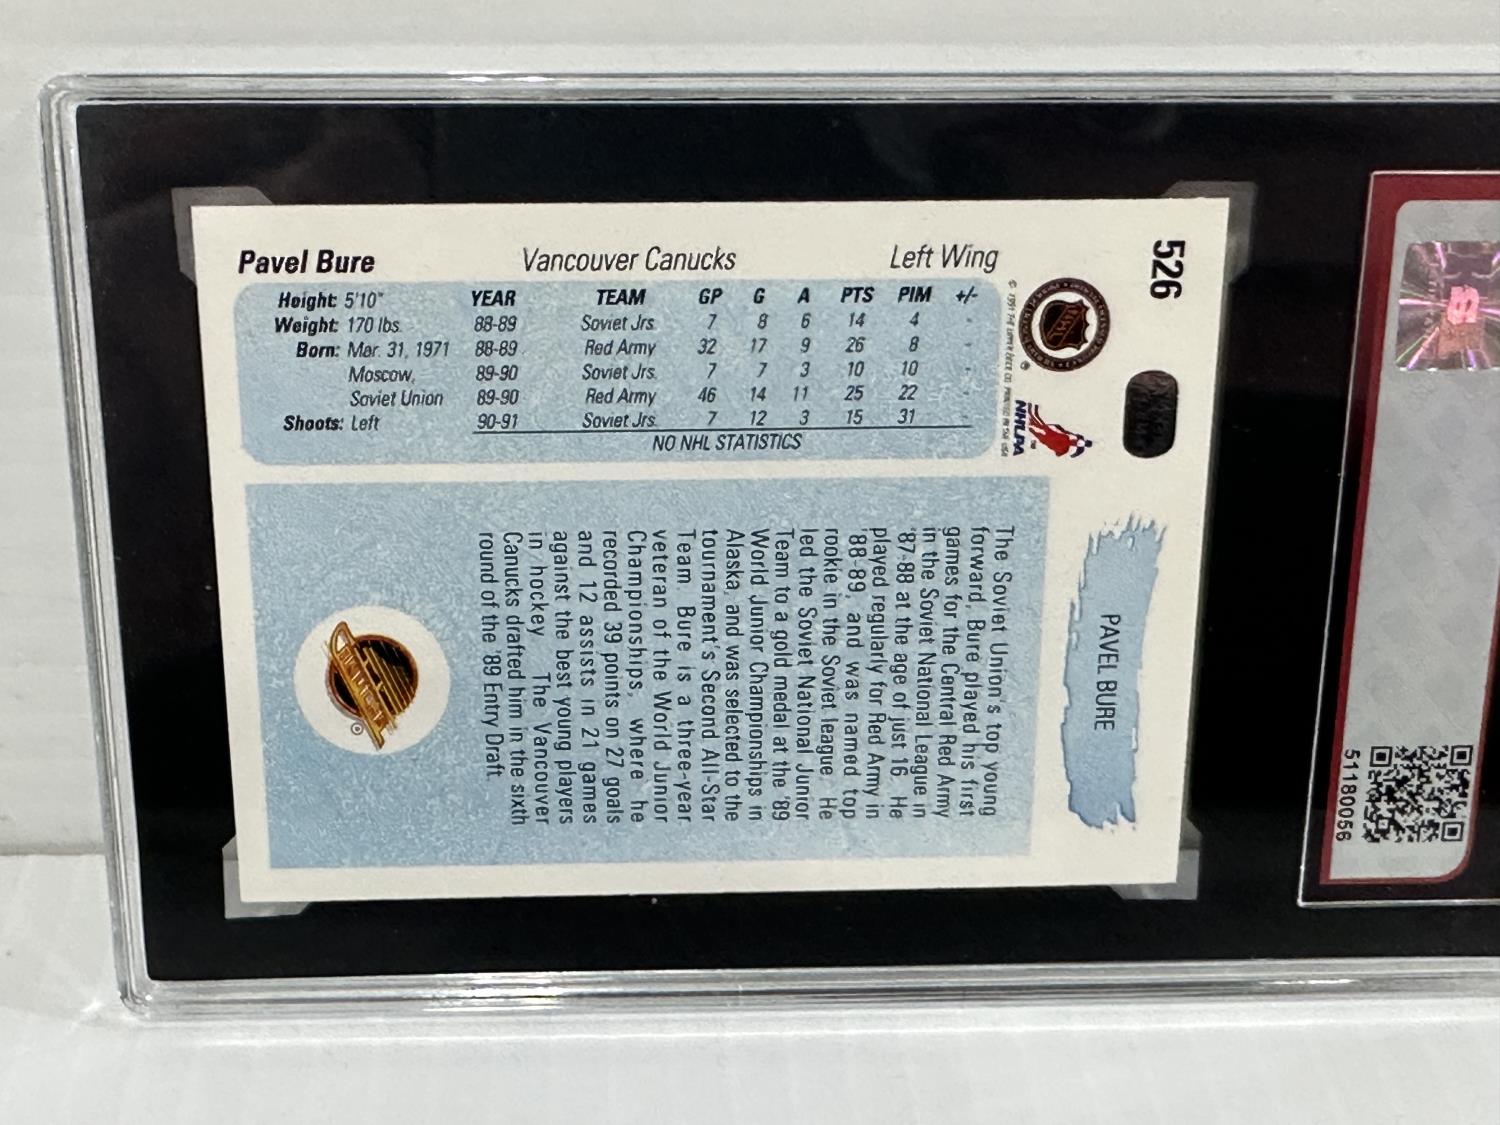 526
Pavel Bure Vancouver Canucks Left Wing
Height: 5'10" YEAR TEAM GP G A PTS PIM +/-
Weight: 170 lbs. 88-89 Soviet Jrs. 7 8 6 14 4 -
Born: Mar. 31, 1971 88-89 Red Army 32 17 9 26 8 -
Moscow, 89-90 Soviet Jrs. 7 7 3 10 10 -
Soviet Union 89-90 Red Army 46 14 11 25 22 -
Shoots: Left 90-91 Soviet Jrs. 7 12 3 15 31 -
NO NHL STATISTICS
NHL
NHLPA
PAVEL BURE
The Soviet Union's top young
forward, Bure played his first
games for the Central Red Army
in the Soviet National League in
'87-88 at the age of just 16. He
played regularly for Red Army in
'88-89, and was named top
rookie in the Soviet league. He
led the Soviet National Junior
Team to a gold medal at the '89
World Junior Championships in
Alaska, and was selected to the
tournament's Second All-Star
Team. Bure is a three-year
veteran of the World Junior
Championships, where he
recorded 39 points on 27 goals
and 12 assists in 21 games
against the best young players
in hockey. The Vancouver
Canucks drafted him in the sixth
round of the '89 Entry Draft.
5180056